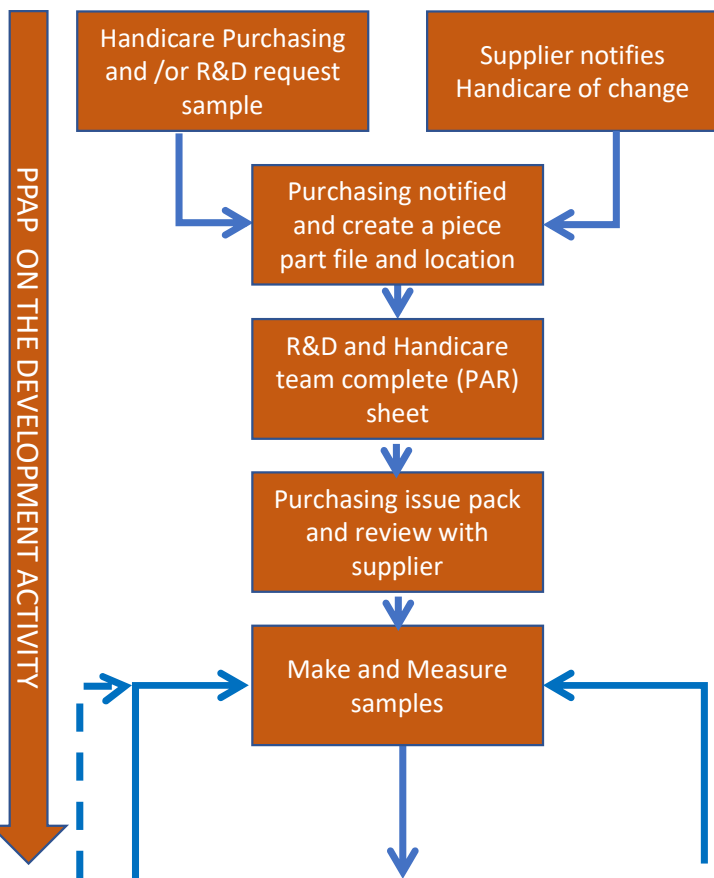 Handicare Purchasing
and /or R&D request
sample
Supplier notifies
Handicare of change
Purchasing notified
and create a piece
part file and location
R&D and Handicare
team complete (PAR)
sheet
Purchasing issue pack
and review with
supplier
Make and Measure
samples
PPAP ON THE DEVELOPMENT ACTIVITY